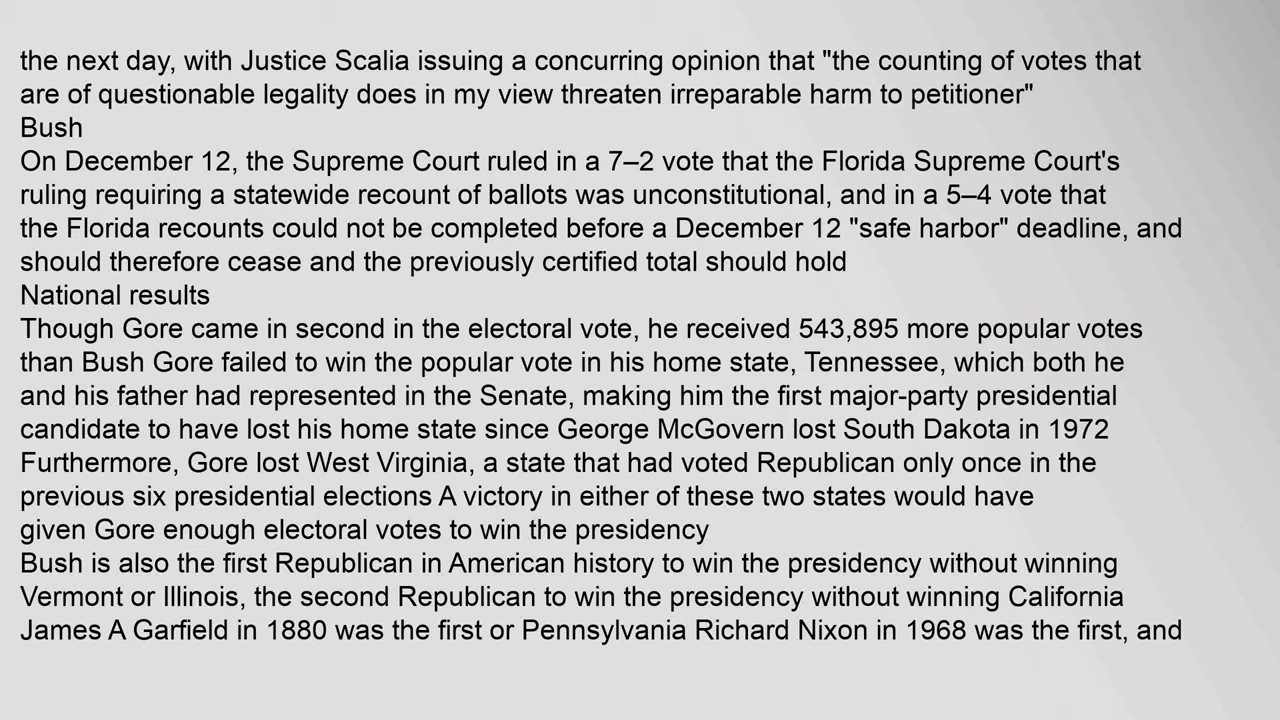 the next day, with Justice Scalia issuing a concurring opinion that "the counting of votes that
are of questionable legality does in my view threaten irreparable harm to petitioner"
Bush
On December 12, the Supreme Court ruled in a 7–2 vote that the Florida Supreme Court's
ruling requiring a statewide recount of ballots was unconstitutional, and in a 5–4 vote that
the Florida recounts could not be completed before a December 12 "safe harbor" deadline, and
should therefore cease and the previously certified total should hold
National results
Though Gore came in second in the electoral vote, he received 543,895 more popular votes
than Bush Gore failed to win the popular vote in his home state, Tennessee, which both he
and his father had represented in the Senate, making him the first major-party presidential
candidate to have lost his home state since George McGovern lost South Dakota in 1972
Furthermore, Gore lost West Virginia, a state that had voted Republican only once in the
previous six presidential elections A victory in either of these two states would have
given Gore enough electoral votes to win the presidency
Bush is also the first Republican in American history to win the presidency without winning
Vermont or Illinois, the second Republican to win the presidency without winning California
James A Garfield in 1880 was the first or Pennsylvania Richard Nixon in 1968 was the first, and